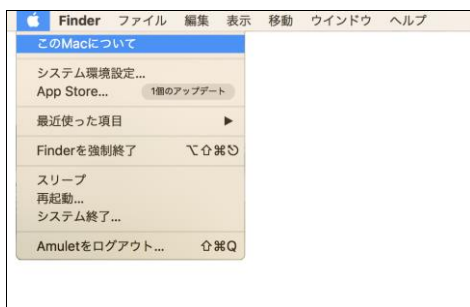 Finder ファイル 編集 表示 移動 ウインドウ ヘルプ
このMacについて
システム環境設定...
App Store... 1個のアップデート
最近使った項目 ▶
Finderを強制終了 ⌥⇧⌘⎋
スリープ
再起動...
システム終了...
Amuletをログアウト... ⇧⌘Q